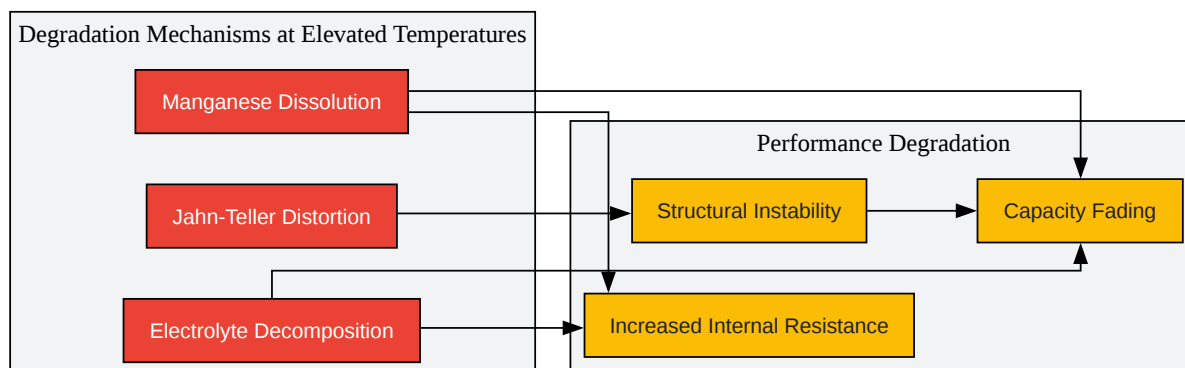 Degradation Mechanisms at Elevated Temperatures
Manganese Dissolution
Jahn-Teller Distortion
Electrolyte Decomposition
Performance Degradation
Structural Instability
Capacity Fading
Increased Internal Resistance